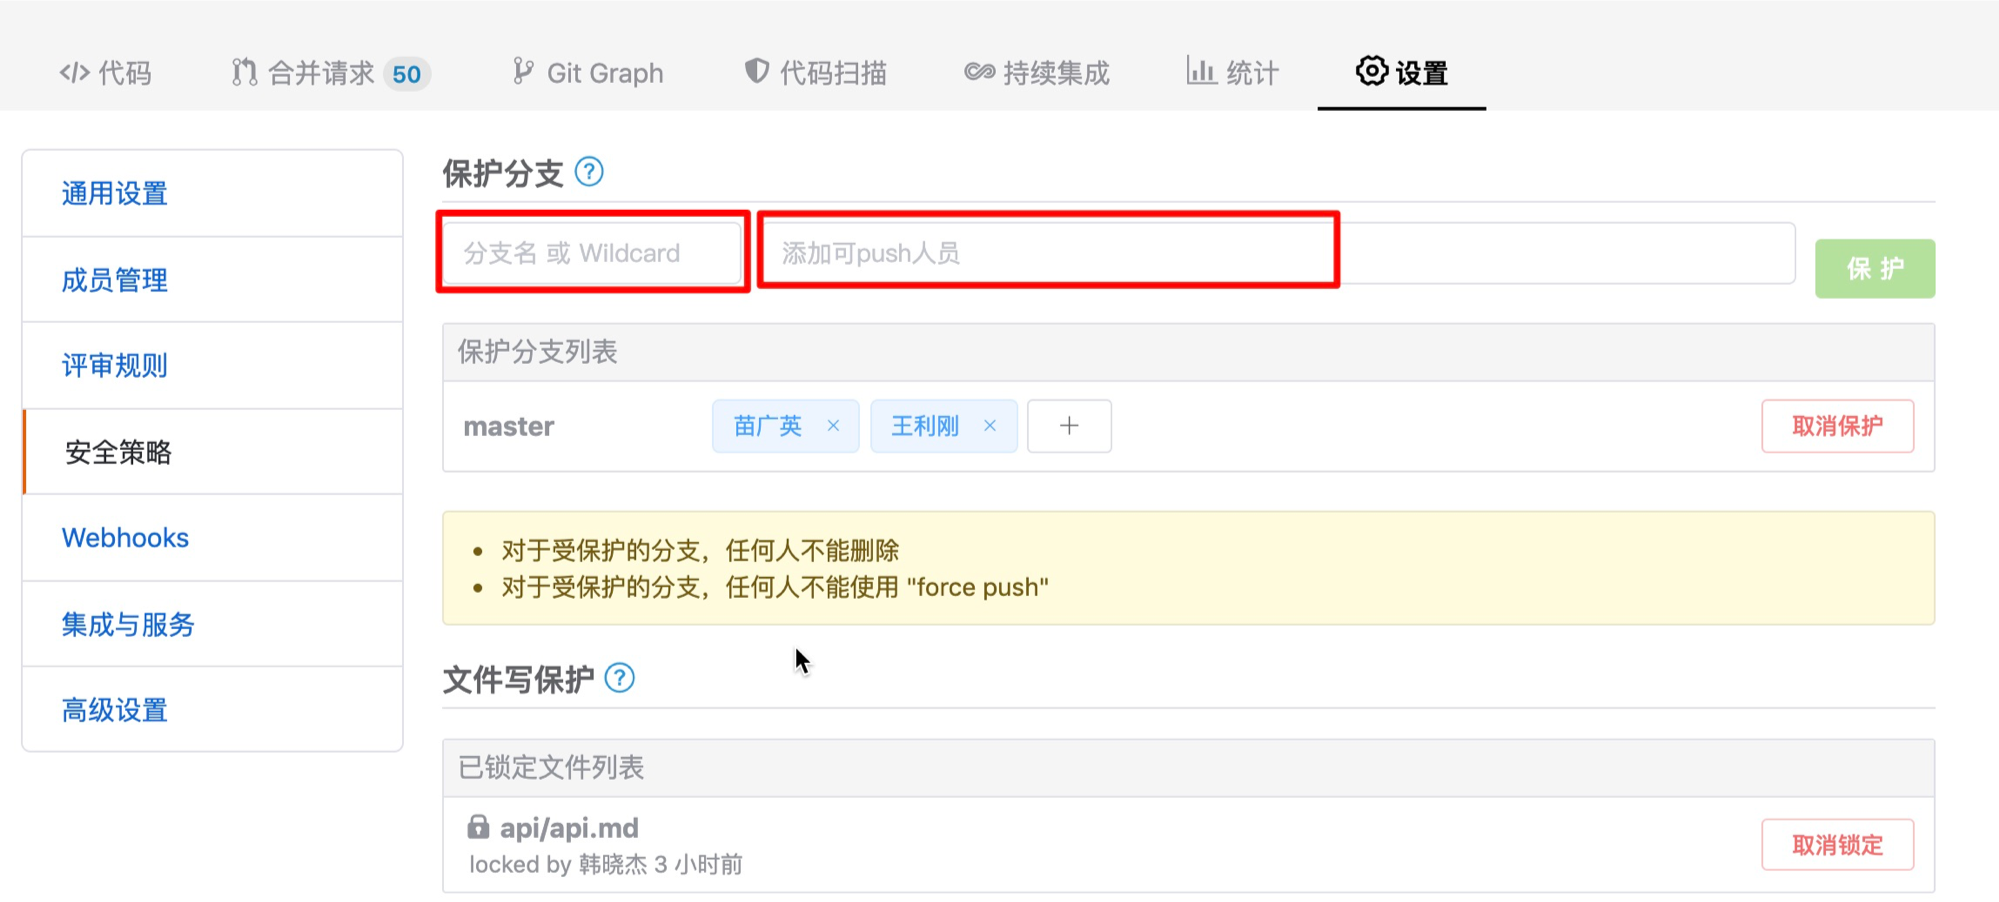 </> 代码 合并请求 50 Git Graph 代码扫描 持续集成 统计 设置
通用设置
成员管理
评审规则
安全策略
Webhooks
集成与服务
高级设置
保护分支 ?
分支名 或 Wildcard 添加可push人员 保 护
保护分支列表
master 苗广英 × 王利刚 × + 取消保护
• 对于受保护的分支，任何人不能删除
• 对于受保护的分支，任何人不能使用 "force push"
文件写保护 ?
已锁定文件列表
api/api.md 取消锁定
locked by 韩晓杰 3 小时前